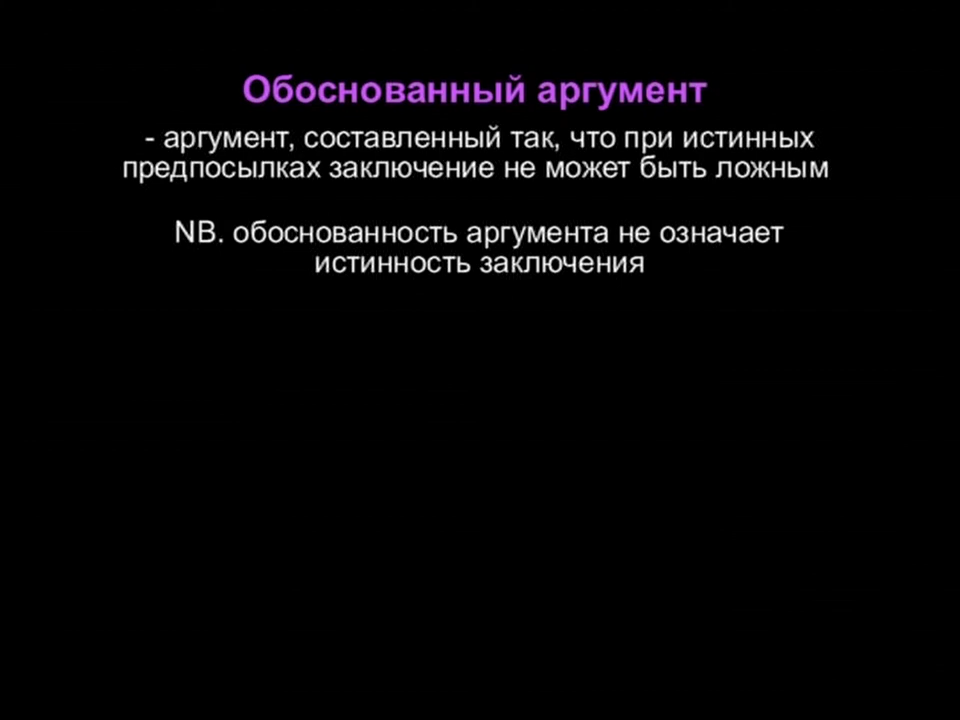 Обоснованный аргумент
- аргумент, составленный так, что при истинных
предпосылках заключение не может быть ложным
NB. обоснованность аргумента не означает
истинность заключения